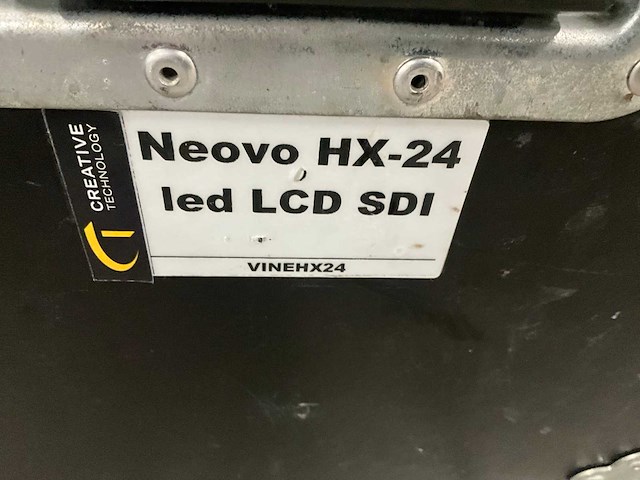 CREATIVE
TECHNOLOGY
Neovo HX-24
led LCD SDI
VINEHX24